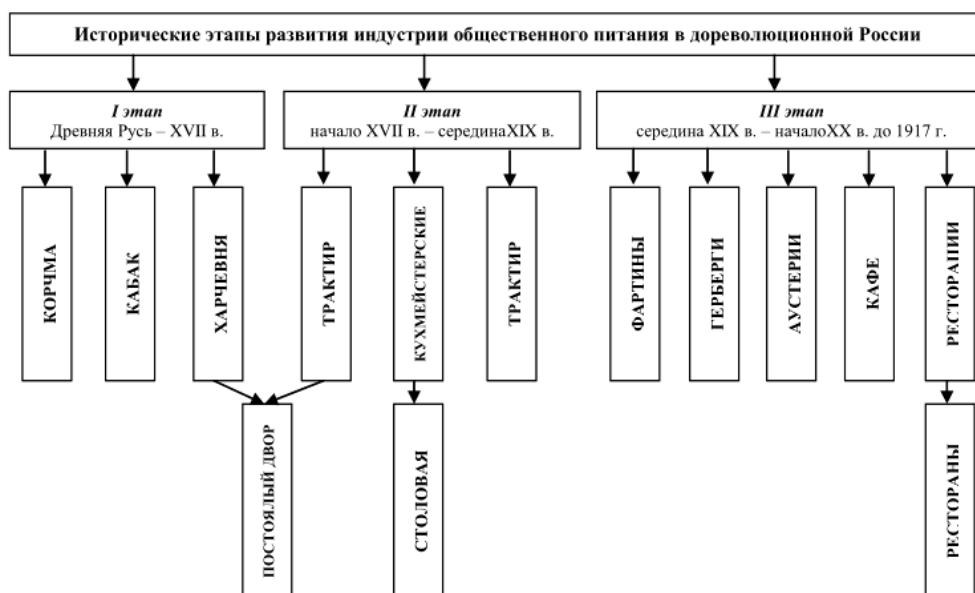 Исторические этапы развития индустрии общественного питания в дореволюционной России
I этап
Древняя Русь – XVII в.
II этап
начало XVII в. – серединаXIX в.
III этап
середина XIX в. – началоXX в. до 1917 г.
КОРЧМА
КАБАК
ХАРЧЕВНЯ
ТРАКТИР
КУХМЕЙСТЕРСКИЕ
ТРАКТИР
ФАРТИНЫ
ГЕРБЕРГИ
АУСТЕРИИ
КАФЕ
РЕСТОРАПИИ
ПОСТОЯЛЫЙ ДВОР
СТОЛОВАЯ
РЕСТОРАНЫ